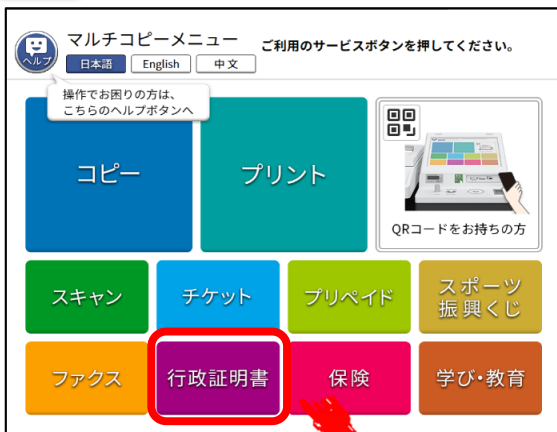 マルチコピーメニュー
ご利用のサービスボタンを押してください。
ヘルプ
日本語
English
中文
操作でお困りの方は、
こちらのヘルプボタンへ
コピー
プリント
QRコードをお持ちの方
スキャン
チケット
プリペイド
スポーツ
振興くじ
ファクス
行政証明書
保険
学び・教育